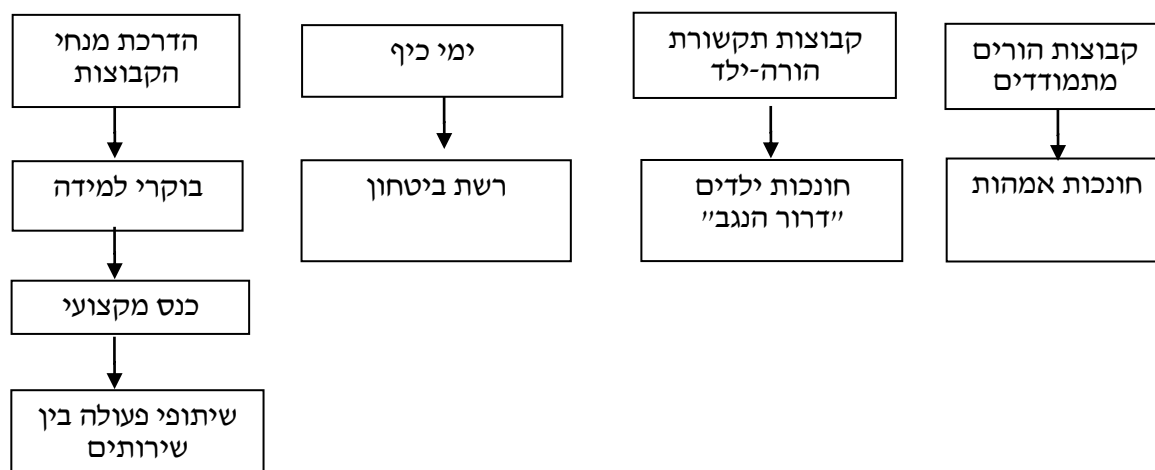 קבוצות הורים
מתמודדים
חונכות אמהות
קבוצות תקשורת
הורה-ילד
חונכות ילדים
"דרור הנגב"
ימי כיף
רשת ביטחון
הדרכת מנחי
הקבוצות
בוקרי למידה
כנס מקצועי
שיתופי פעולה בין
שירותים